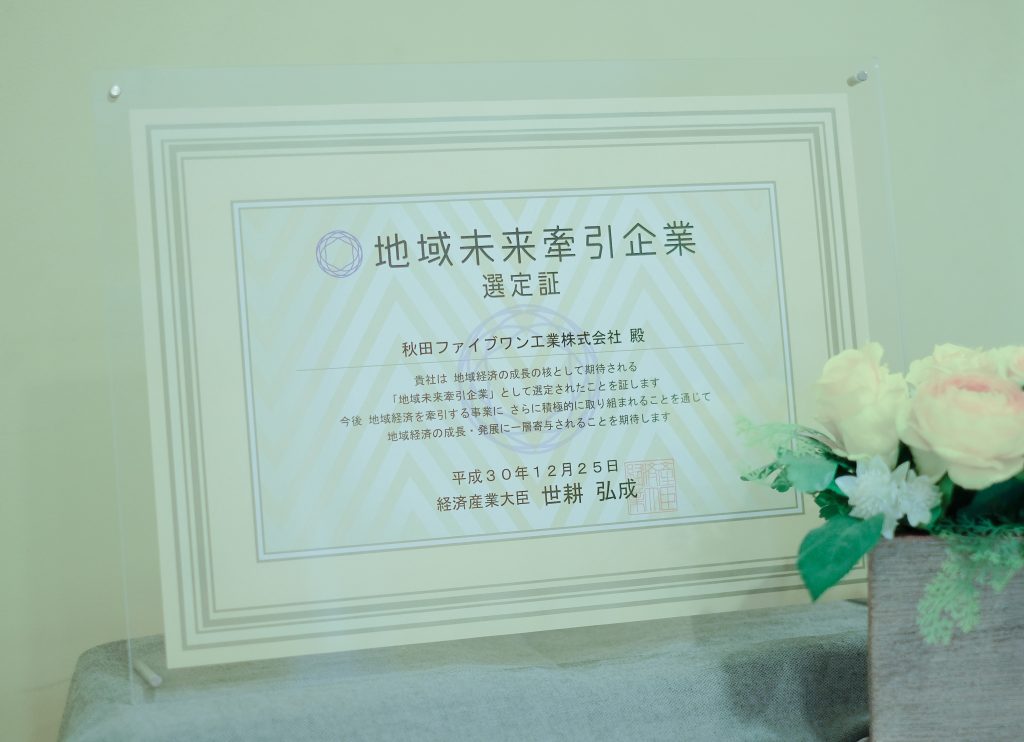 地域未来牽引企業
選定証
秋田ファイブワン工業株式会社 殿
貴社は 地域経済の成長の核として期待される
「地域未来牽引企業」として選定されたことを証します
今後 地域経済を牽引する事業に さらに積極的に取り組まれることを通じて
地域経済の成長・発展に一層寄与されることを期待します
平成30年12月25日
経済産業大臣 世耕 弘成